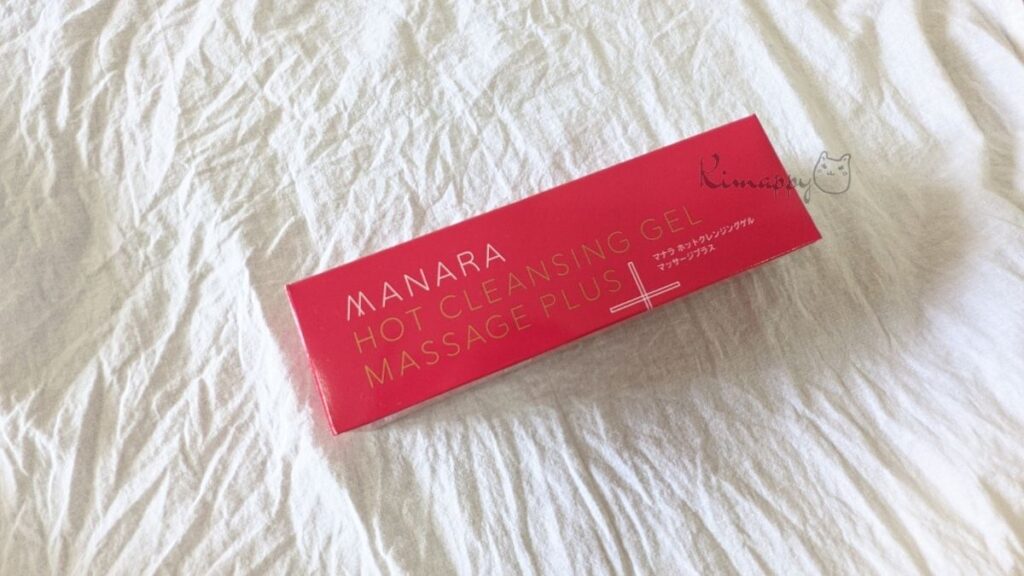 MANARA
HOT CLEANSING GEL
MASSAGE PLUS
マナラ ホットクレンジングゲル
マッサージプラス
Kimappy